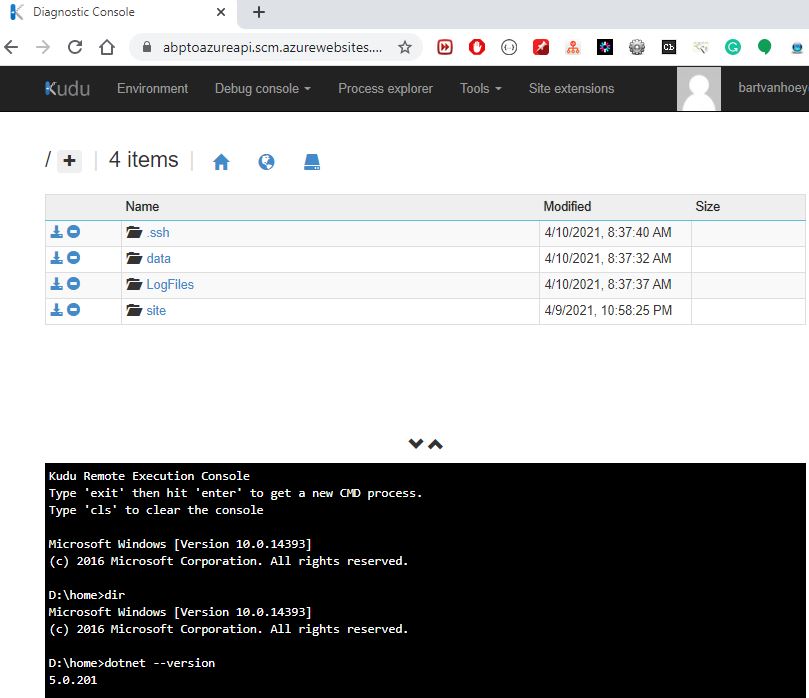 Diagnostic Console
abptoazureapi.scm.azurewebsites....
Kudu Environment Debug console Process explorer Tools Site extensions bartvanhoey
/ + 4 items
Name Modified Size
.ssh 4/10/2021, 8:37:40 AM
data 4/10/2021, 8:37:32 AM
LogFiles 4/10/2021, 8:37:37 AM
site 4/9/2021, 10:58:25 PM
Kudu Remote Execution Console
Type 'exit' then hit 'enter' to get a new CMD process.
Type 'cls' to clear the console
Microsoft Windows [Version 10.0.14393]
(c) 2016 Microsoft Corporation. All rights reserved.
D:\home>dir
Microsoft Windows [Version 10.0.14393]
(c) 2016 Microsoft Corporation. All rights reserved.
D:\home>dotnet --version
5.0.201